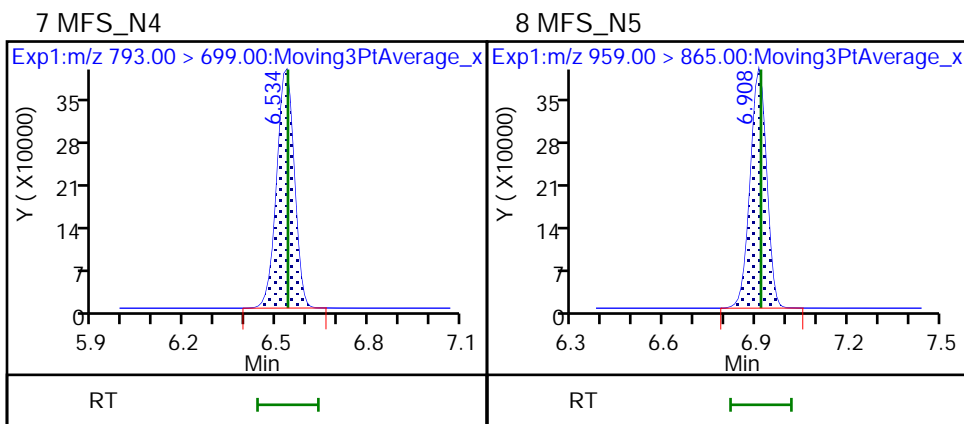 7 MFS_N4
Exp1:m/z 793.00 > 699.00:Moving3PtAverage_x
6.534
Y ( X10000)
35
28
21
14
7
0
5.9 6.2 6.5 6.8 7.1
Min
RT
8 MFS_N5
Exp1:m/z 959.00 > 865.00:Moving3PtAverage_x
6.908
Y ( X10000)
35
28
21
14
7
0
6.3 6.6 6.9 7.2 7.5
Min
RT